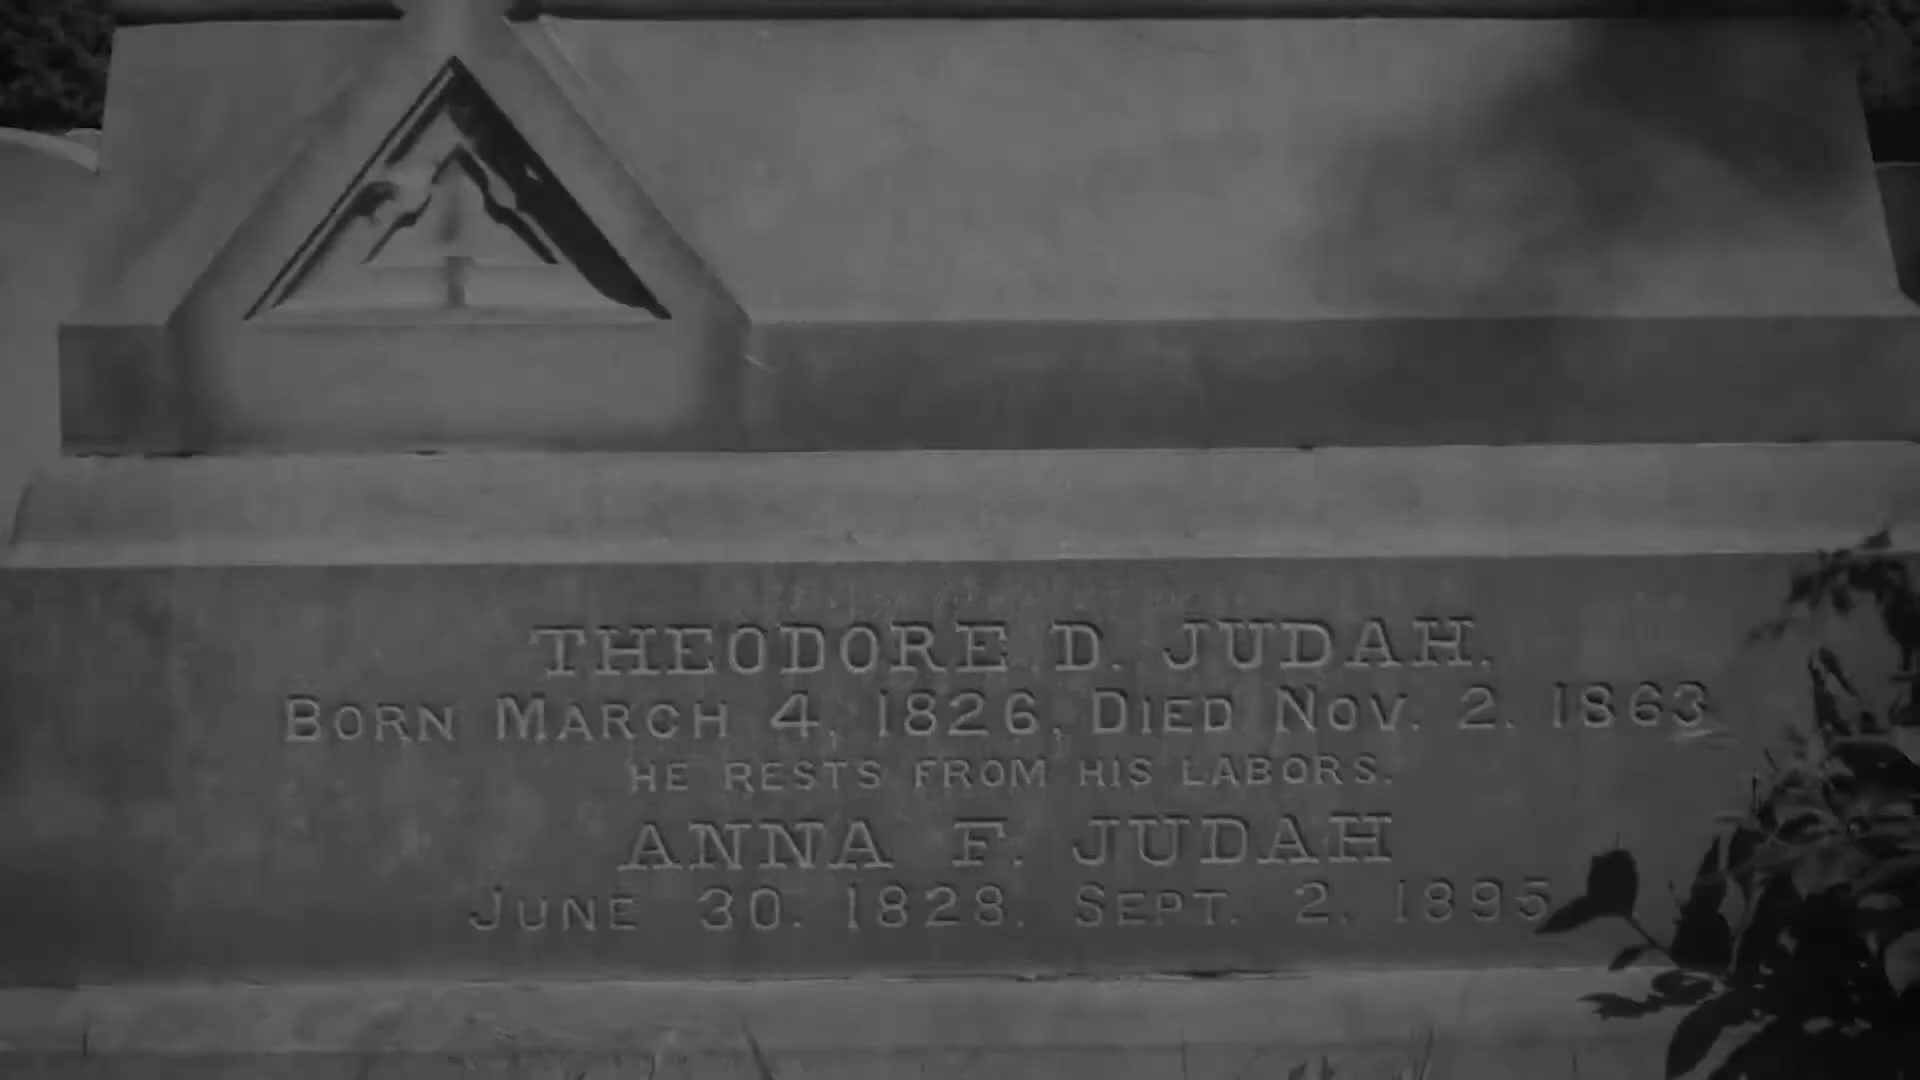 THEODORE D. JUDAH.
BORN MARCH 4, 1826, DIED NOV. 2, 1863
HE RESTS FROM HIS LABORS.
ANNA F. JUDAH
JUNE 30, 1828. SEPT. 2, 1895